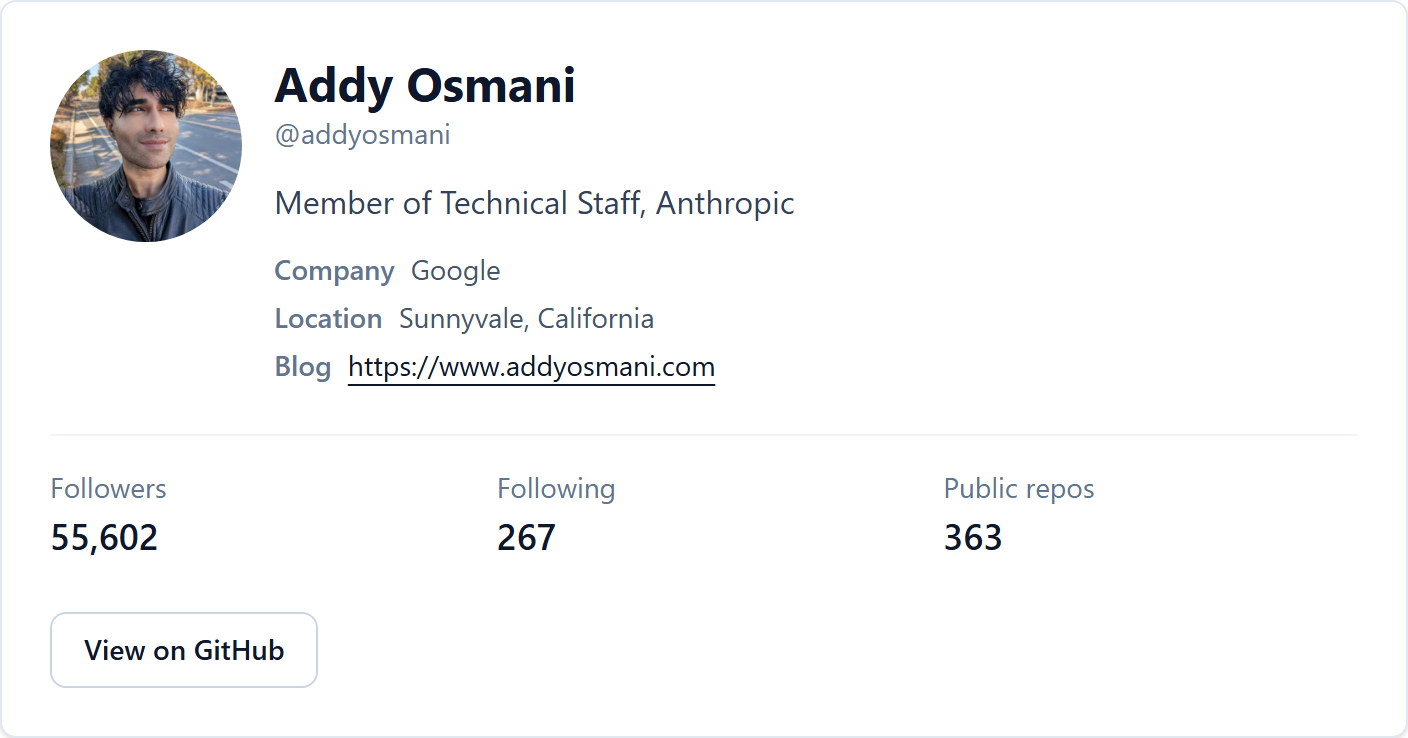 Addy Osmani
@addyosmani
Member of Technical Staff, Anthropic
Company Google
Location Sunnyvale, California
Blog https://www.addyosmani.com
Followers Following Public repos
55,602 267 363
View on GitHub